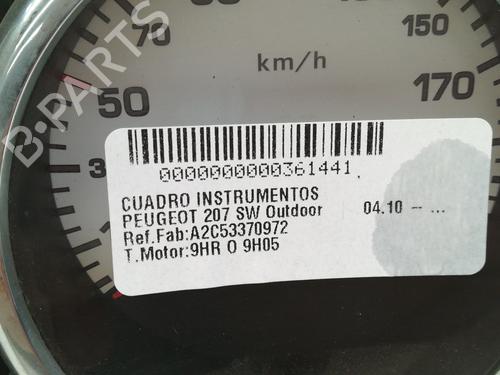 70
150
km/h
170
50
B-PARTS
0000000000361441
CUADRO INSTRUMENTOS
PEUGEOT 207 SW Outdoor 04.10 - ...
Ref.Fab:A2C53370972
T.Motor:9HR O 9H05